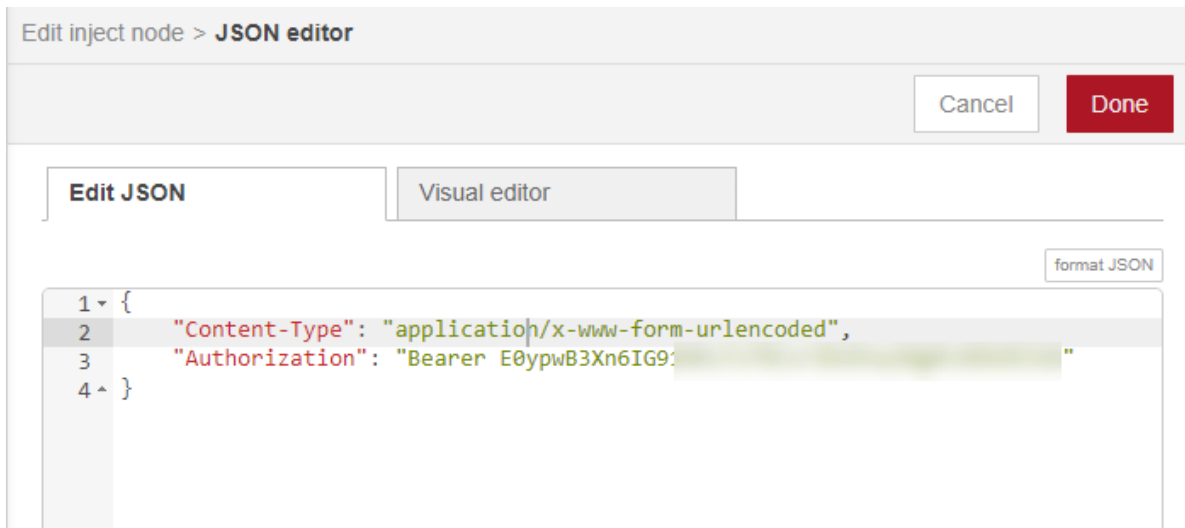 Edit inject node > JSON editor
Cancel Done
Edit JSON Visual editor
format JSON
1 {
2 "Content-Type": "application/x-www-form-urlencoded",
3 "Authorization": "Bearer "
4 }